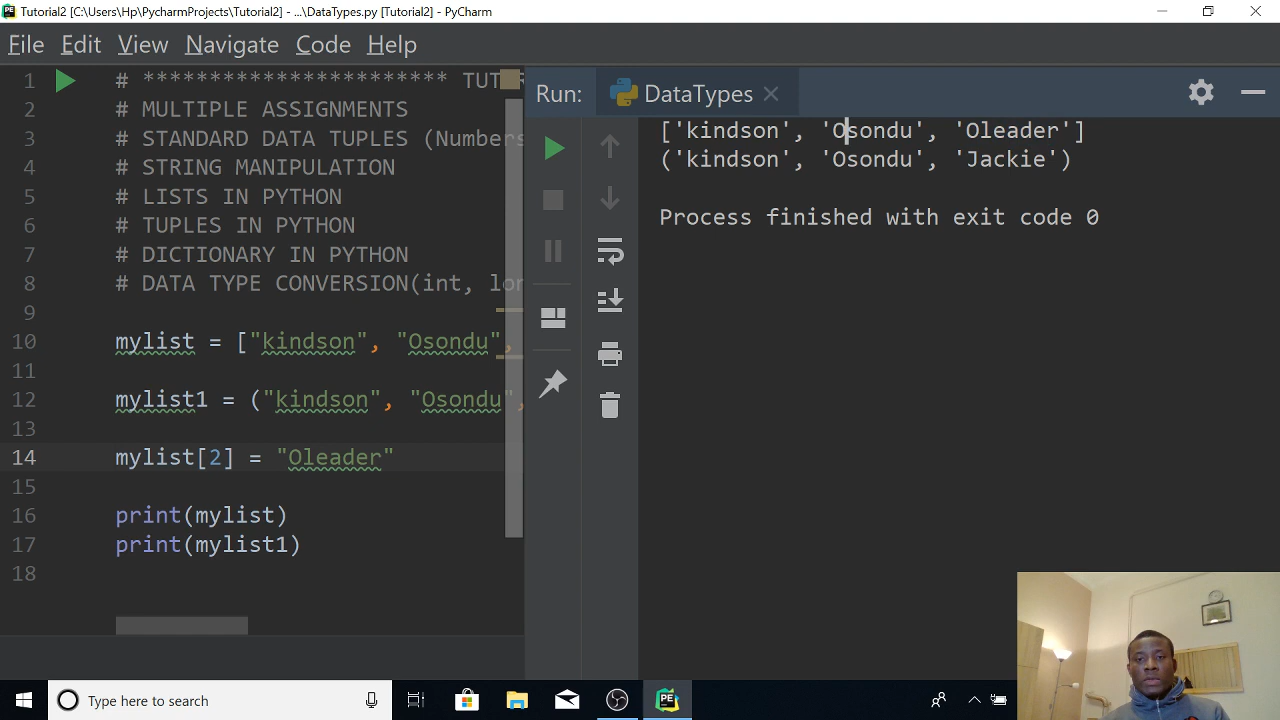 Tutorial2 [C:\Users\Hp\PycharmProjects\Tutorial2] - ...\DataTypes.py [Tutorial2] - PyCharm
File Edit View Navigate Code Help
1 # *********************** TUT
2 # MULTIPLE ASSIGNMENTS
3 # STANDARD DATA TUPLES (Numbers
4 # STRING MANIPULATION
5 # LISTS IN PYTHON
6 # TUPLES IN PYTHON
7 # DICTIONARY IN PYTHON
8 # DATA TYPE CONVERSION(int, lon
9
10 mylist = ["kindson", "Osondu",
11
12 mylist1 = ("kindson", "Osondu",
13
14 mylist[2] = "Oleader"
15
16 print(mylist)
17 print(mylist1)
18
Run: DataTypes
['kindson', 'Osondu', 'Oleader']
('kindson', 'Osondu', 'Jackie')
Process finished with exit code 0
Type here to search